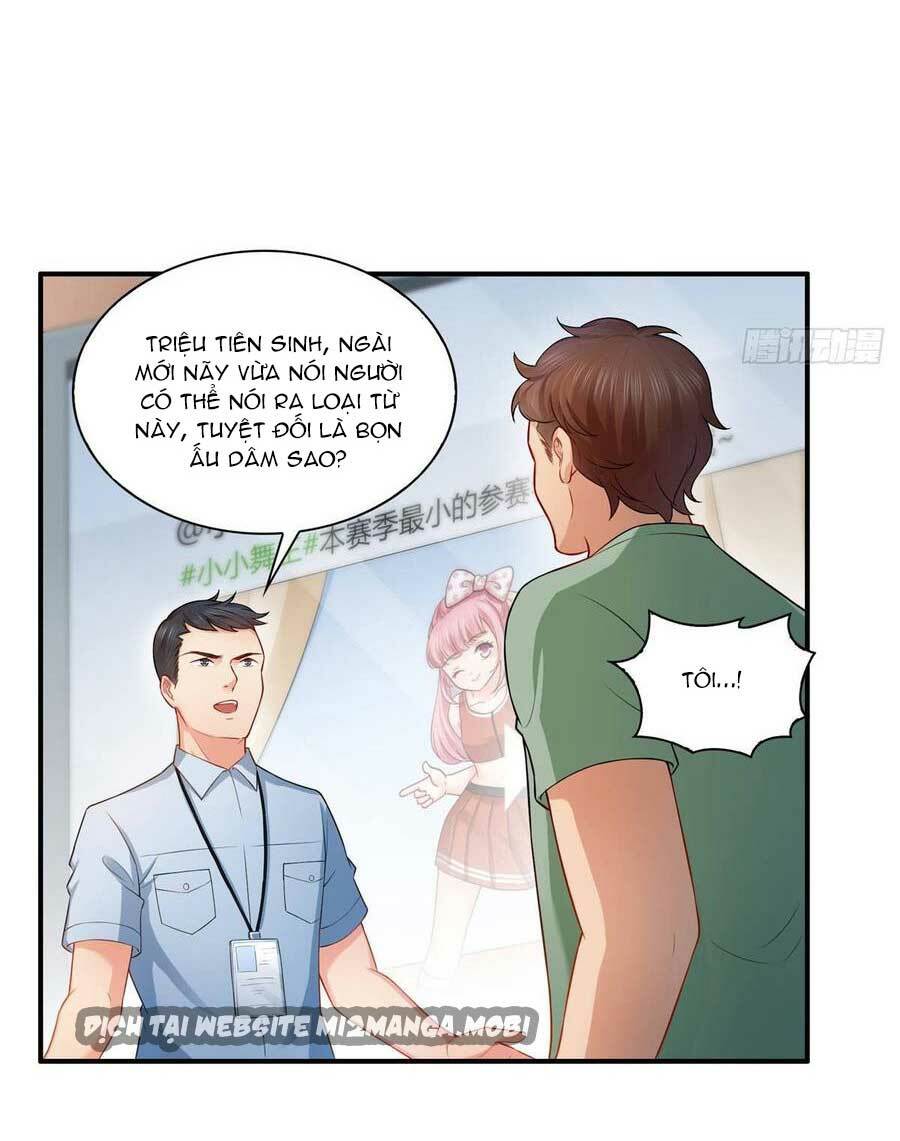 腾讯动漫
TRIỆU TIÊN SINH, NGÀI
MỚI NÃY VỪA NÓI NGƯỜI
CÓ THỂ NÓI RA LOẠI TỪ
NÀY, TUYỆT ĐỐI LÀ BỌN
ẤU DÂM SAO?
#小小舞王#本赛季最小的参赛
TÔI...!
DỊCH TẠI WEBSITE MI2MANGA.MOBI